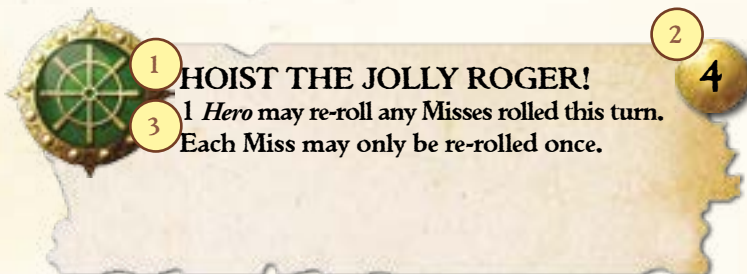 2
1
HOIST THE JOLLY ROGER!
4
3
1 Hero may re-roll any Misses rolled this turn.
Each Miss may only be re-rolled once.